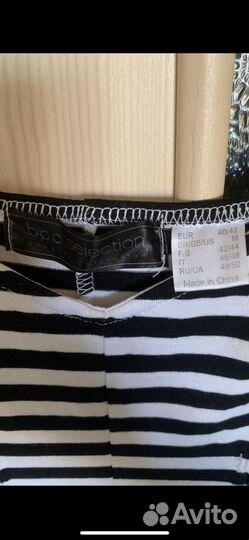 bpc selection
EUR 40/42
BR/GB/US M
F.B 42/44
IT 46/48
RU/UA 48/50
Made in China
Avito